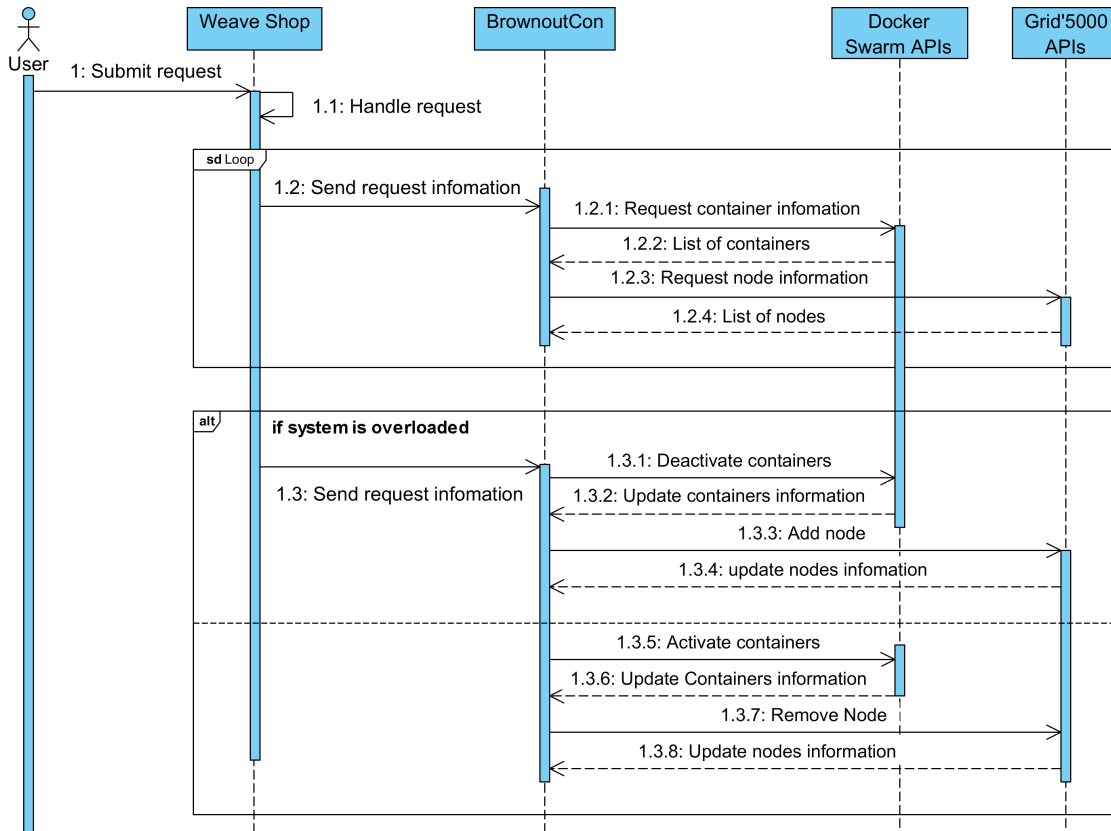 User
Weave Shop
BrownoutCon
Docker
Swarm APIs
Grid'5000
APIs
1: Submit request
1.1: Handle request
sd Loop
1.2: Send request infomation
1.2.1: Request container infomation
1.2.2: List of containers
1.2.3: Request node information
1.2.4: List of nodes
alt
if system is overloaded
1.3: Send request infomation
1.3.1: Deactivate containers
1.3.2: Update containers information
1.3.3: Add node
1.3.4: update nodes infomation
1.3.5: Activate containers
1.3.6: Update Containers information
1.3.7: Remove Node
1.3.8: Update nodes information